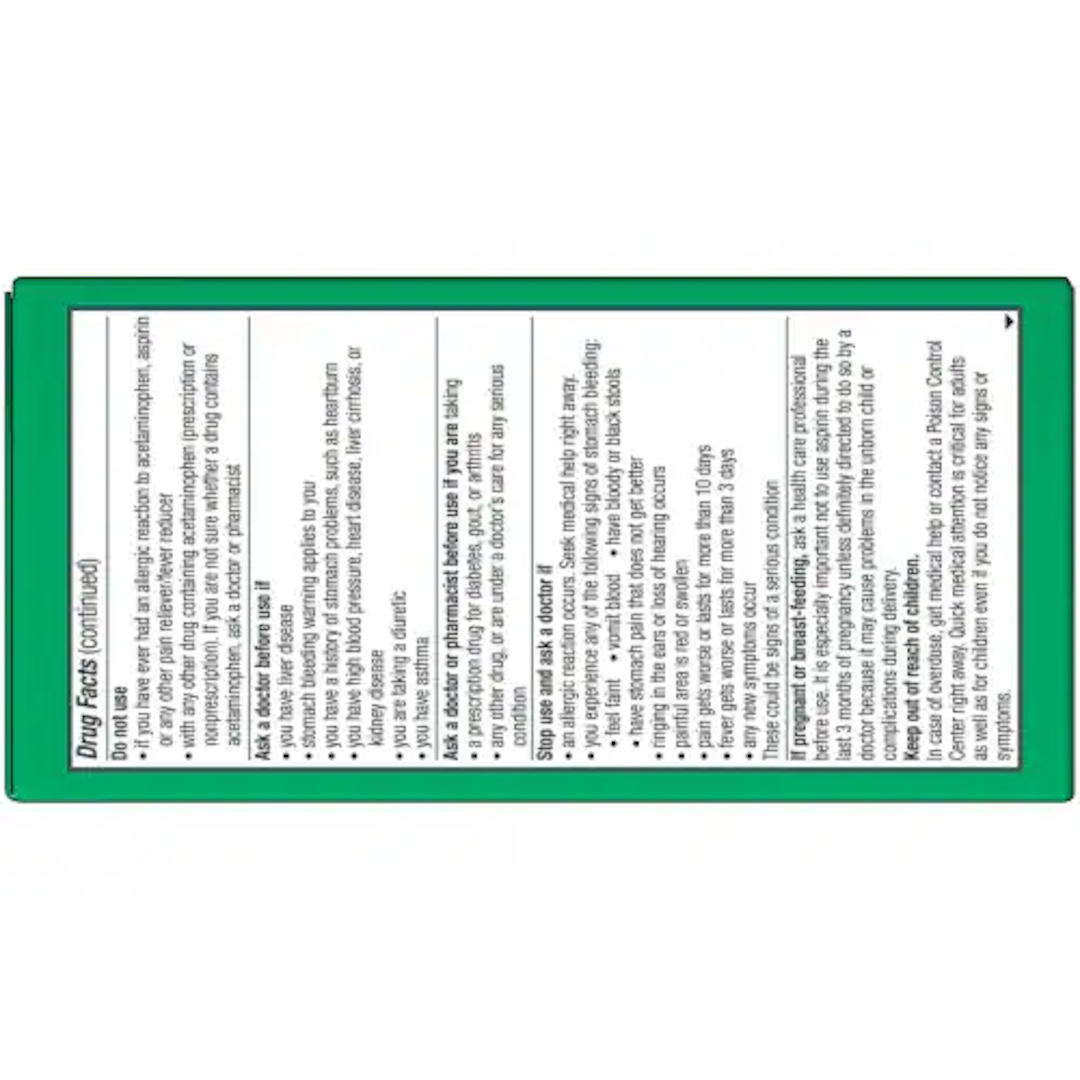 Drug Facts (continued)
Do not use
• if you have ever had an allergic reaction to acetaminophen, aspirin
or any other pain reliever/fever reducer
• with any other drug containing acetaminophen (prescription or
nonprescription). If you are not sure whether a drug contains
acetaminophen, ask a doctor or pharmacist
Ask a doctor before use if
• you have liver disease
• stomach bleeding warning applies to you
• you have a history of stomach problems, such as heartburn
• you have high blood pressure, heart disease, liver cirrhosis, or
kidney disease
• you are taking a diuretic
• you have asthma
Ask a doctor or pharmacist before use if you are taking
• a prescription drug for diabetes, gout, or arthritis
• any other drug, or are under a doctor's care for any serious
condition
Stop use and ask a doctor if
• an allergic reaction occurs. Seek medical help right away.
• you experience any of the following signs of stomach bleeding:
• feel faint • vomit blood • have bloody or black stools
• have stomach pain that does not get better
• ringing in the ears or loss of hearing occurs
• painful area is red or swollen
• pain gets worse or lasts for more than 10 days
• fever gets worse or lasts for more than 3 days
• any new symptoms occur
These could be signs of a serious condition
If pregnant or breast-feeding, ask a health care professional
before use. It is especially important not to use aspirin during the
last 3 months of pregnancy unless definitely directed to do so by a
doctor because it may cause problems in the unborn child or
complications during delivery.
Keep out of reach of children.
In case of overdose, get medical help or contact a Poison Control
Center right away. Quick medical attention is critical for adults
as well as for children even if you do not notice any signs or
symptoms.